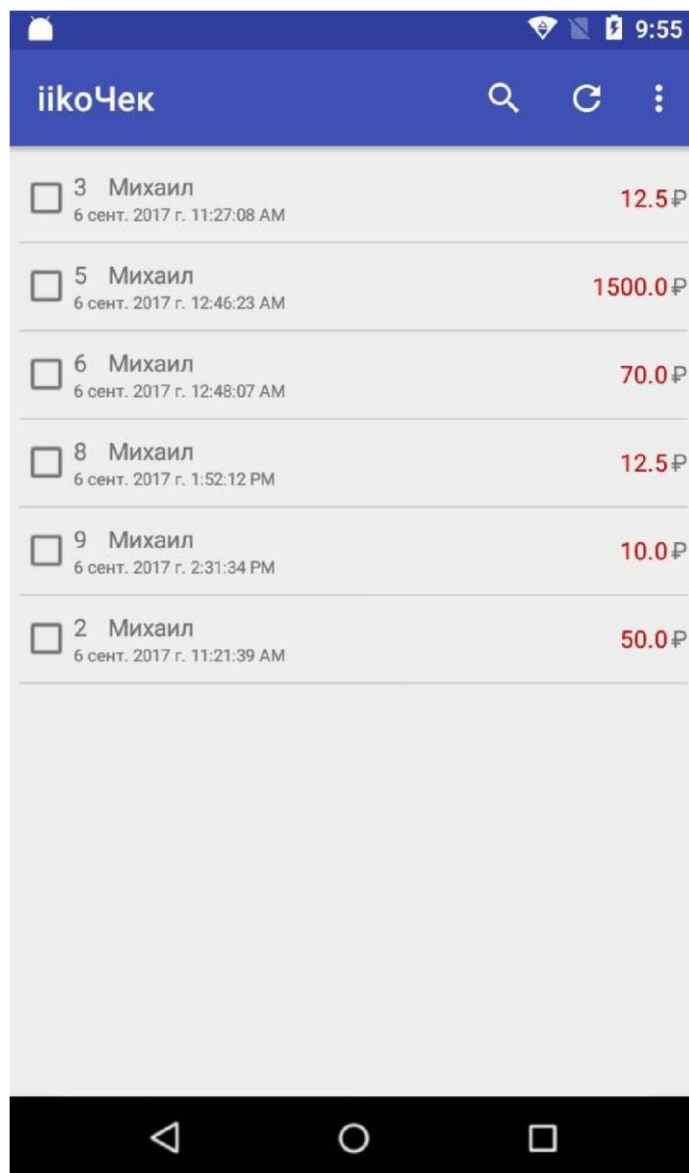 9:55
iikoЧек
3 Михаил
12.5₽
6 сент. 2017 г. 11:27:08 AM
5 Михаил
1500.0₽
6 сент. 2017 г. 12:46:23 AM
6 Михаил
70.0₽
6 сент. 2017 г. 12:48:07 AM
8 Михаил
12.5₽
6 сент. 2017 г. 1:52:12 PM
9 Михаил
10.0₽
6 сент. 2017 г. 2:31:34 PM
2 Михаил
50.0₽
6 сент. 2017 г. 11:21:39 AM